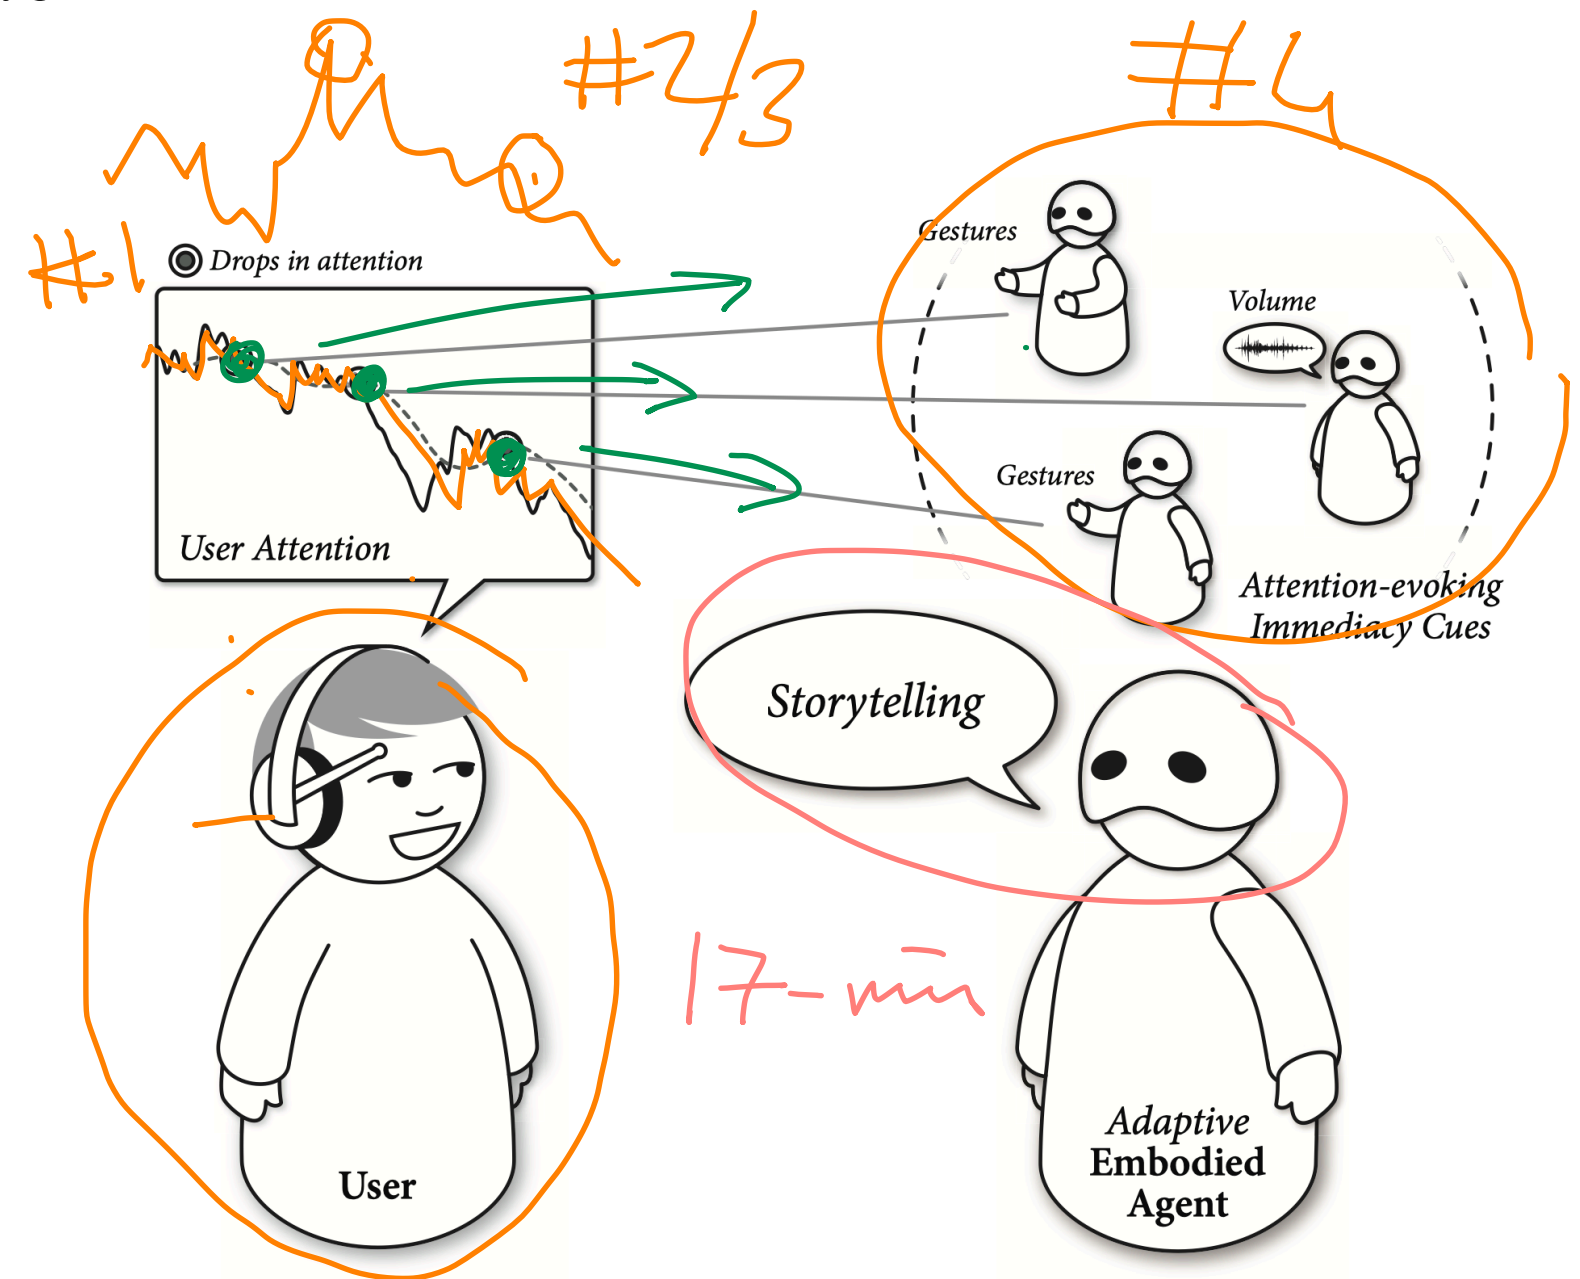 #2/3
#4
#1
Drops in attention
Gestures
Volume
Gestures
User Attention
Attention-evoking
Immediacy Cues
Storytelling
17-min
User
Adaptive
Embodied
Agent